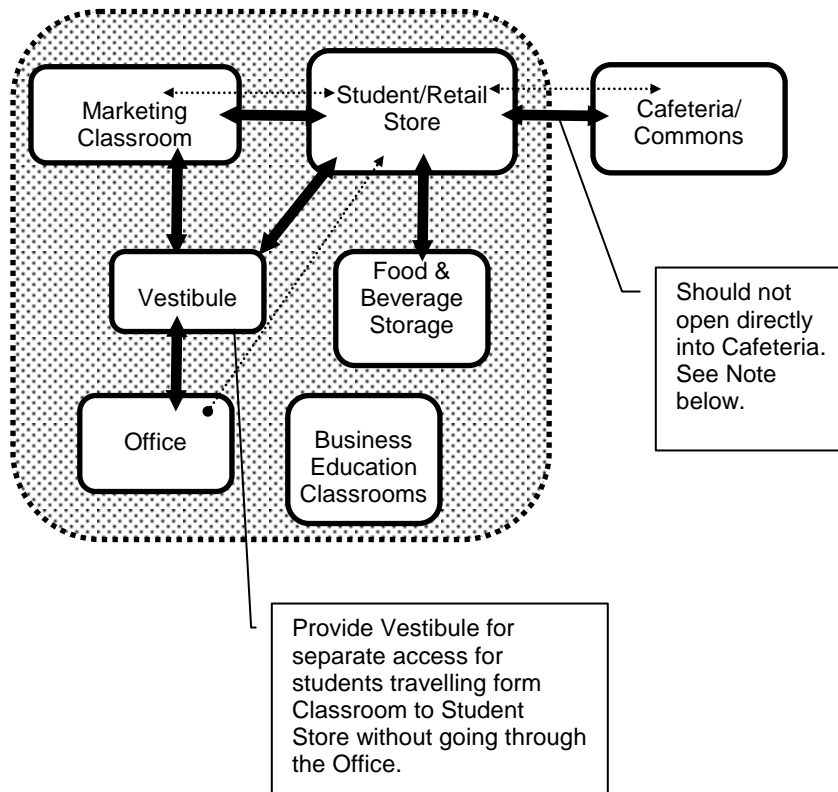 Marketing
Classroom
Student/Retail
Store
Cafeteria/
Commons
Vestibule
Food &
Beverage
Storage
Should not
open directly
into Cafeteria.
See Note
below.
Office
Business
Education
Classrooms
Provide Vestibule for
separate access for
students travelling form
Classroom to Student
Store without going through
the Office.